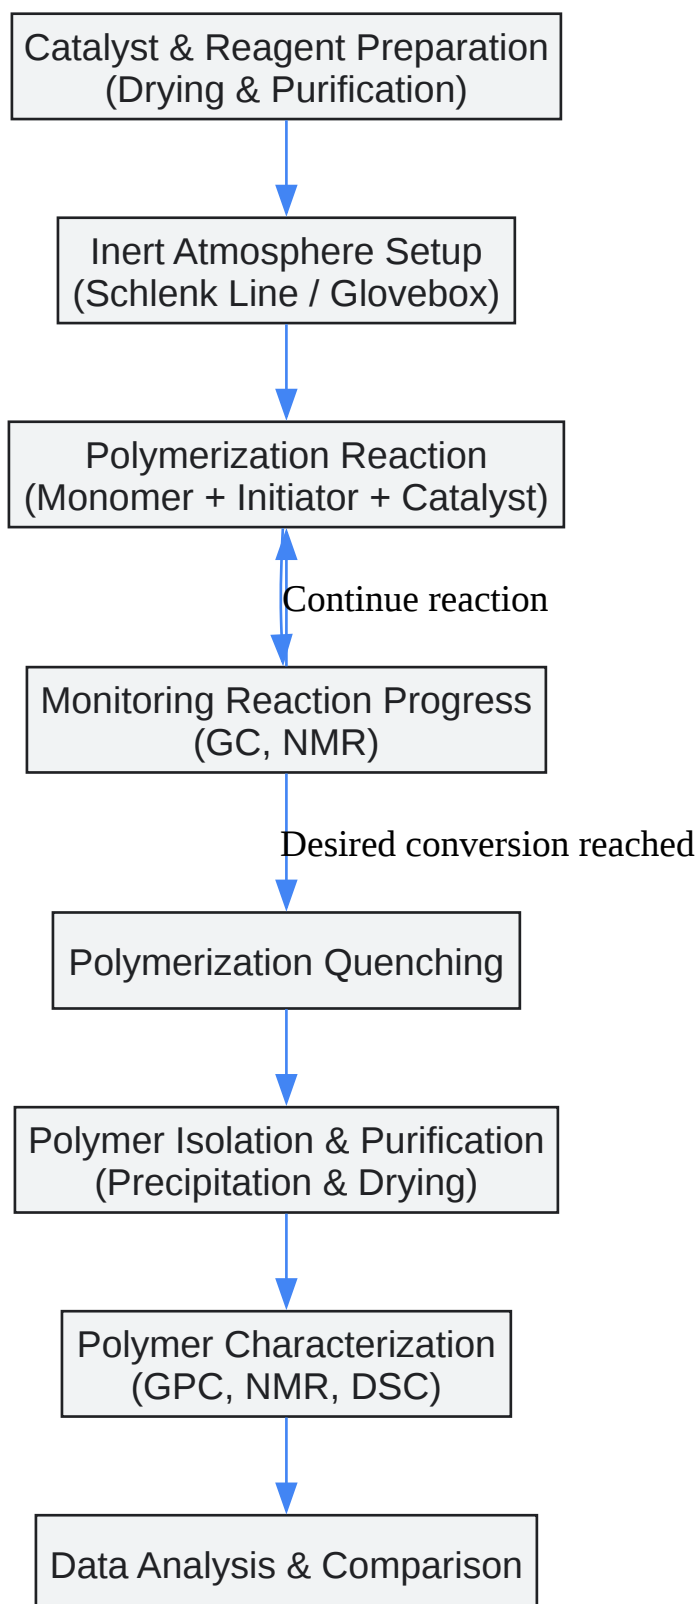 Catalyst & Reagent Preparation
(Drying & Purification)
Inert Atmosphere Setup
(Schlenk Line / Glovebox)
Polymerization Reaction
(Monomer + Initiator + Catalyst)
Continue reaction
Monitoring Reaction Progress
(GC, NMR)
Desired conversion reached
Polymerization Quenching
Polymer Isolation & Purification
(Precipitation & Drying)
Polymer Characterization
(GPC, NMR, DSC)
Data Analysis & Comparison